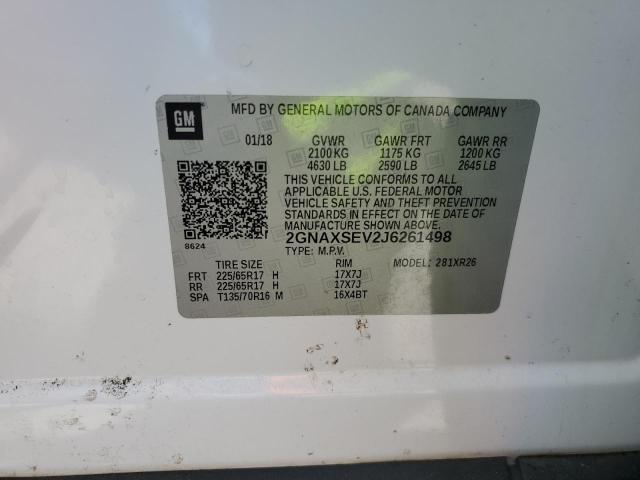 GM
MFD BY GENERAL MOTORS OF CANADA COMPANY
01/18 GVWR GAWR FRT GAWR RR
2100 KG 1175 KG 1200 KG
4630 LB 2590 LB 2645 LB
THIS VEHICLE CONFORMS TO ALL
APPLICABLE U.S. FEDERAL MOTOR
VEHICLE SAFETY AND THEFT PREVENTION
STANDARDS IN EFFECT ON THE DATE OF
MANUFACTURE SHOWN ABOVE.
8624
2GNAXSEV2J6261498
TYPE: M.P.V.
TIRE SIZE RIM MODEL: 281XR26
FRT 225/65R17 H 17X7J
RR 225/65R17 H 17X7J
SPA T135/70R16 M 16X4BT